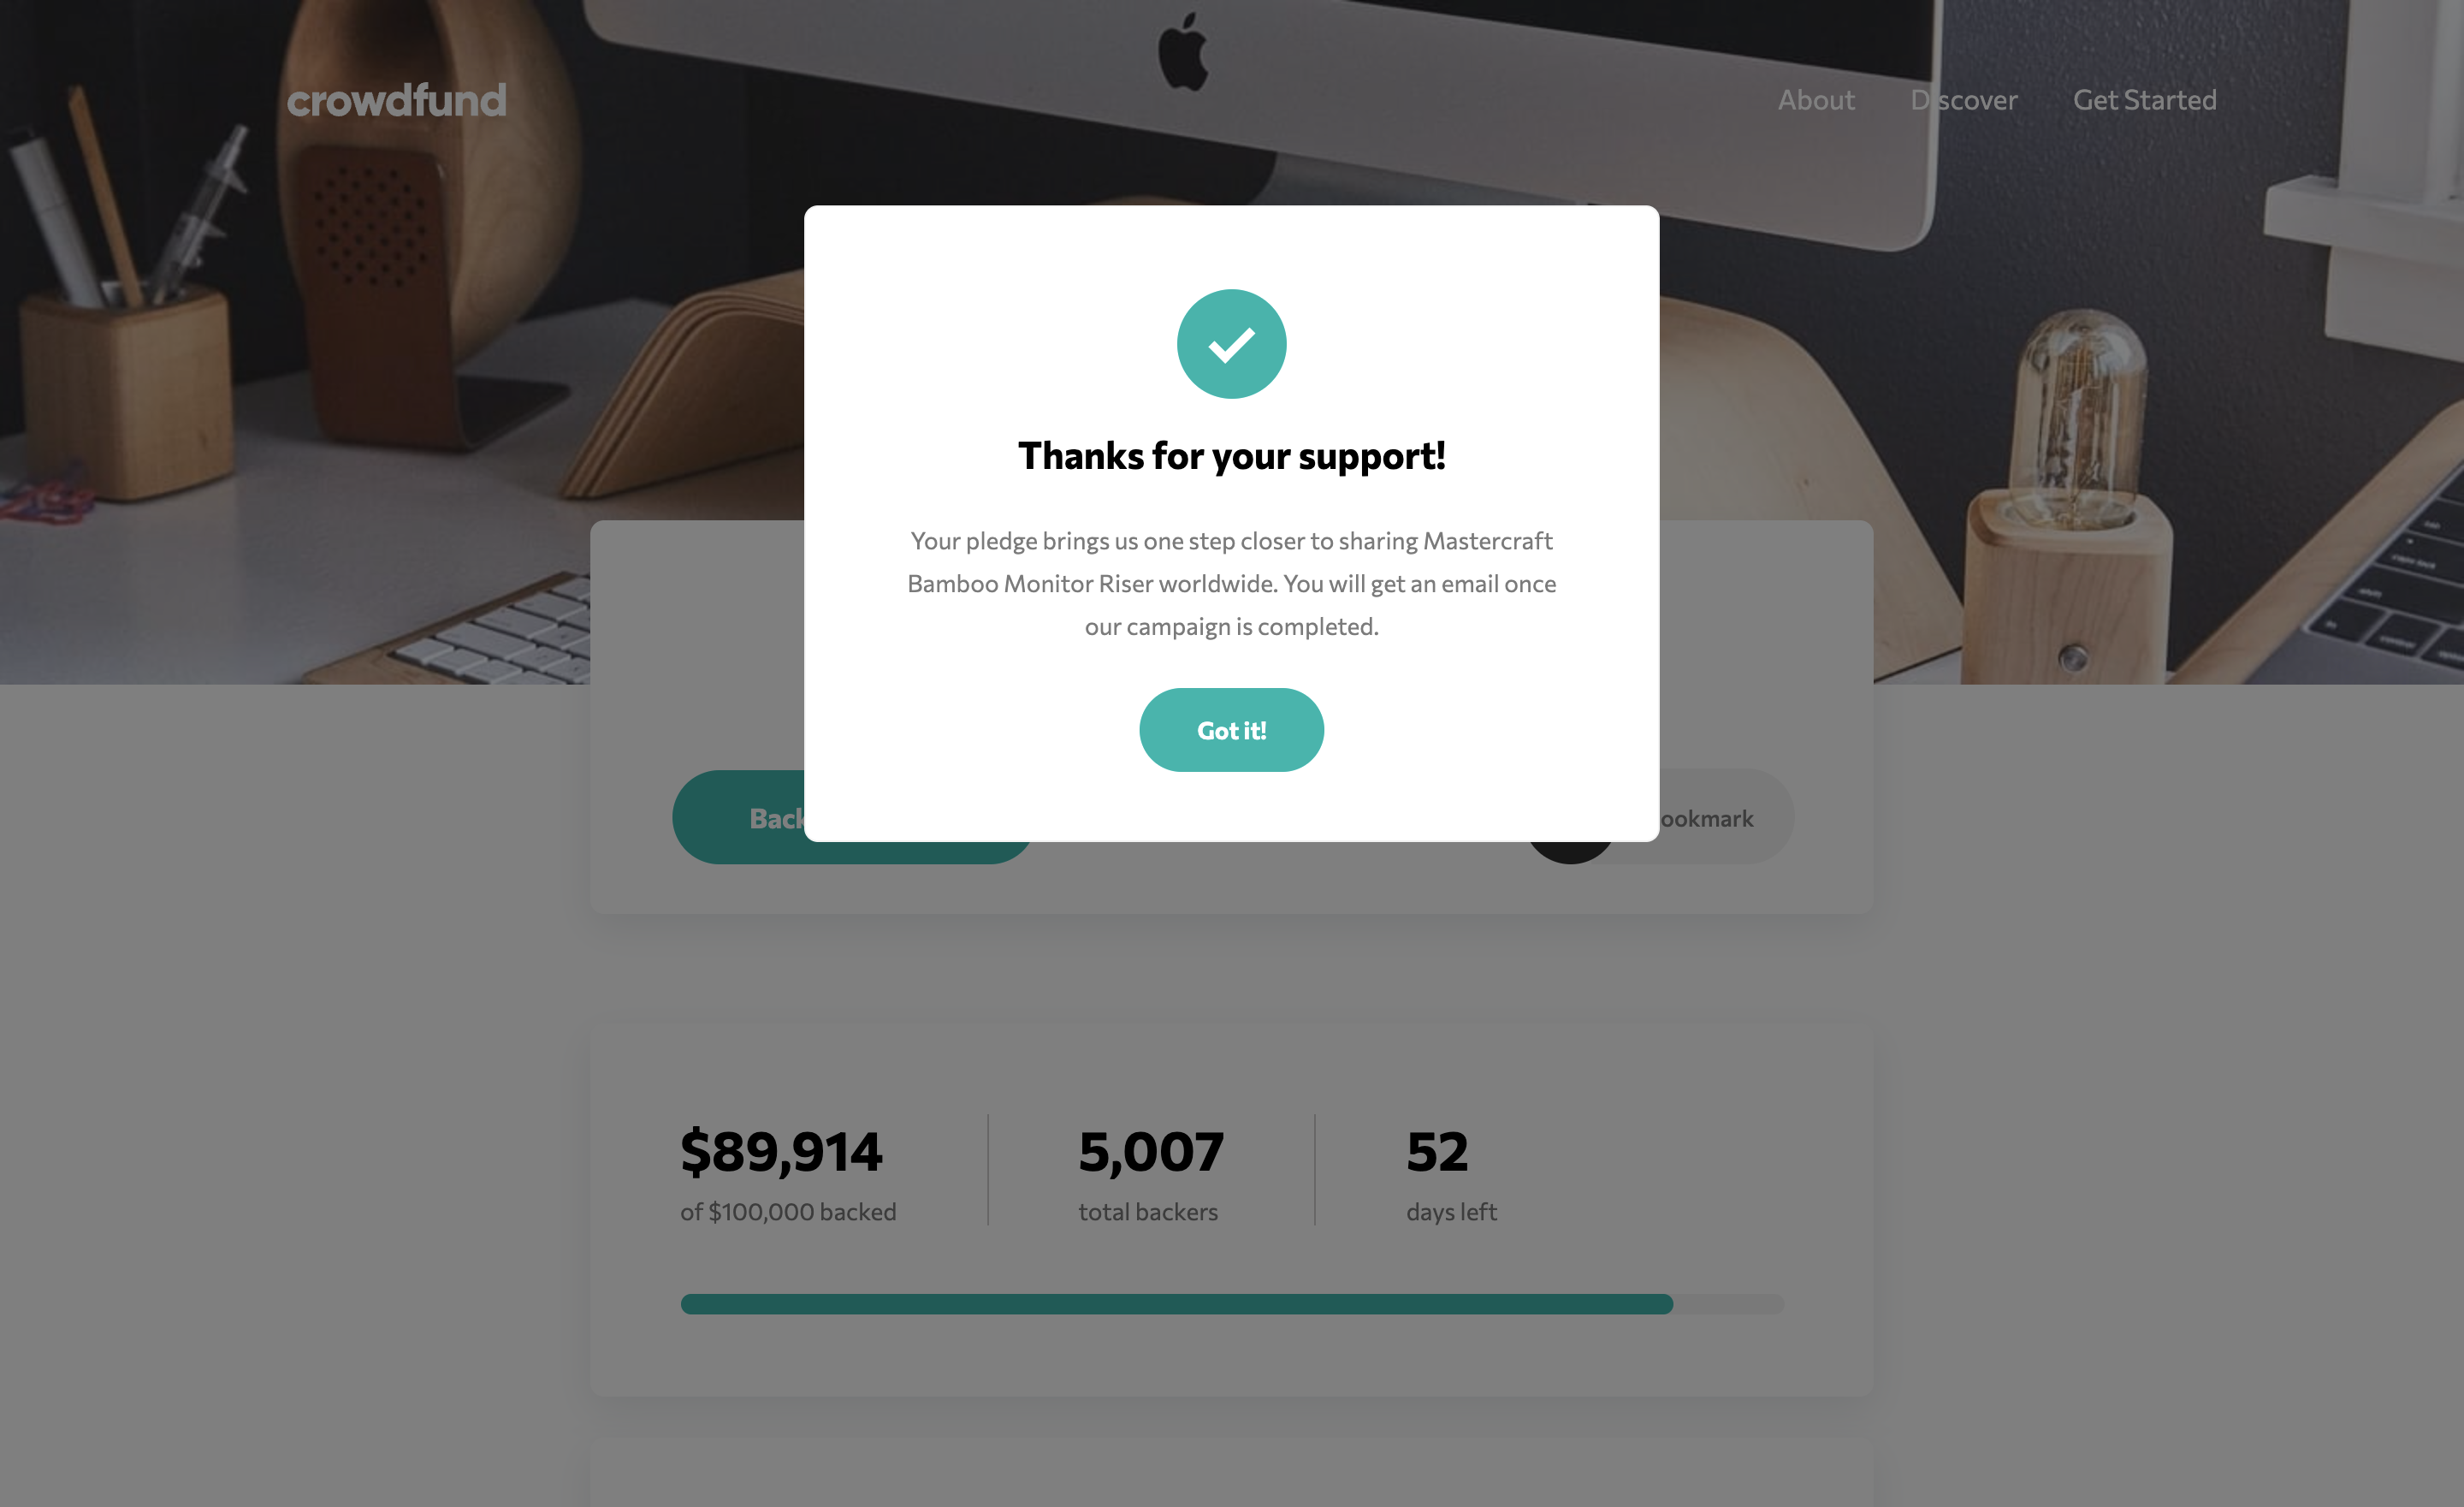 crowdfund
About Discover Get Started
Thanks for your support!
Your pledge brings us one step closer to sharing Mastercraft
Bamboo Monitor Riser worldwide. You will get an email once
our campaign is completed.
Got it!
Back
ookmark
$89,914
of $100,000 backed
5,007
total backers
52
days left